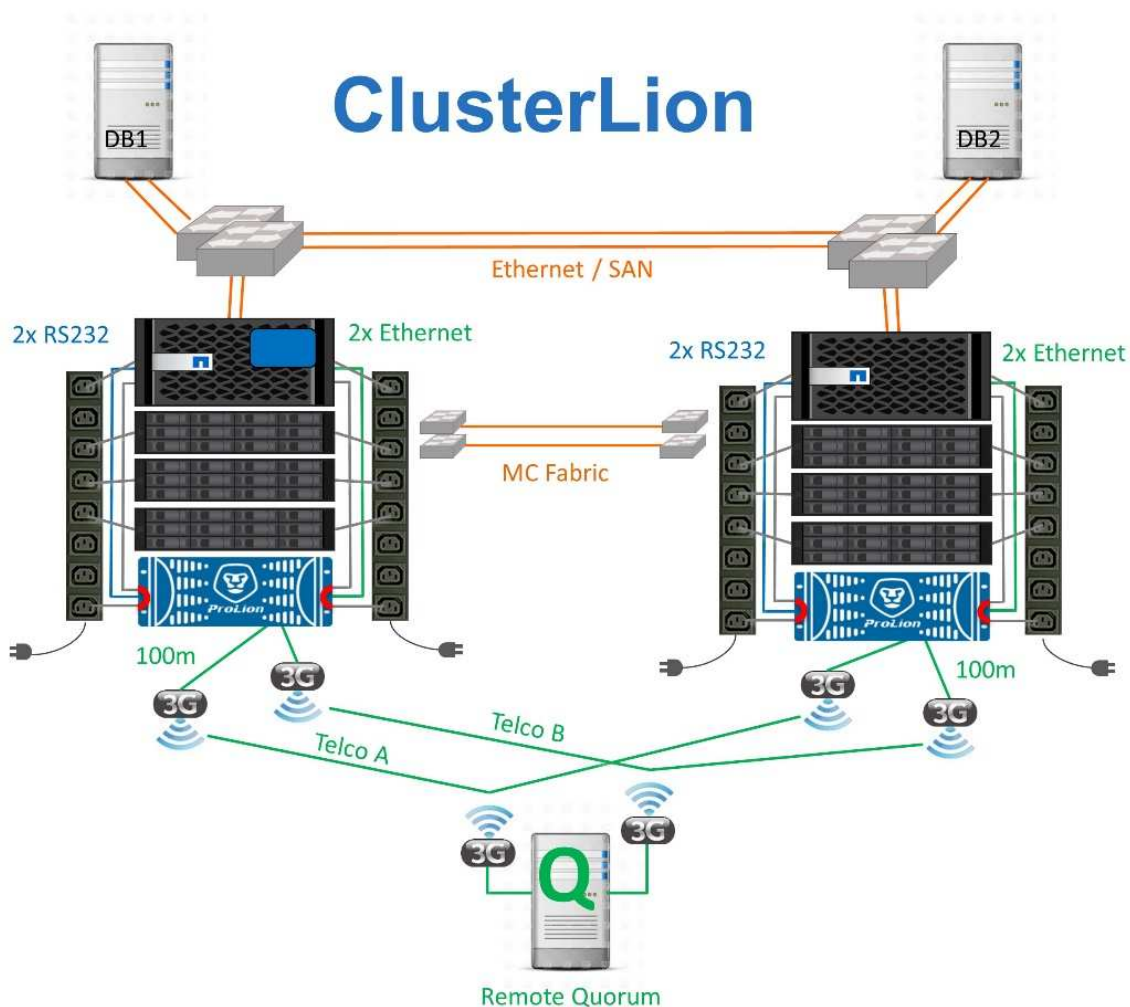 ClusterLion
DB1
DB2
Ethernet / SAN
2x RS232
2x Ethernet
2x RS232
2x Ethernet
MC Fabric
ProLion
ProLion
100m
100m
3G
3G
3G
3G
Telco A
Telco B
3G
3G
Q
Remote Quorum